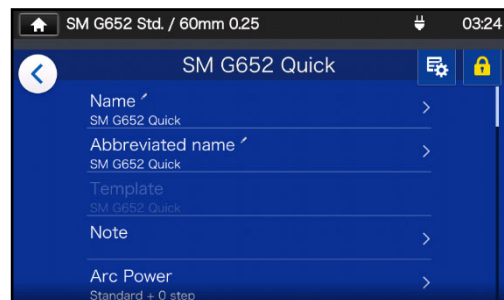 SM G652 Std. / 60mm 0.25
03:24
SM G652 Quick
Name
SM G652 Quick
Abbreviated name
SM G652 Quick
Template
SM G652 Quick
Note
Arc Power
Standard + 0 step